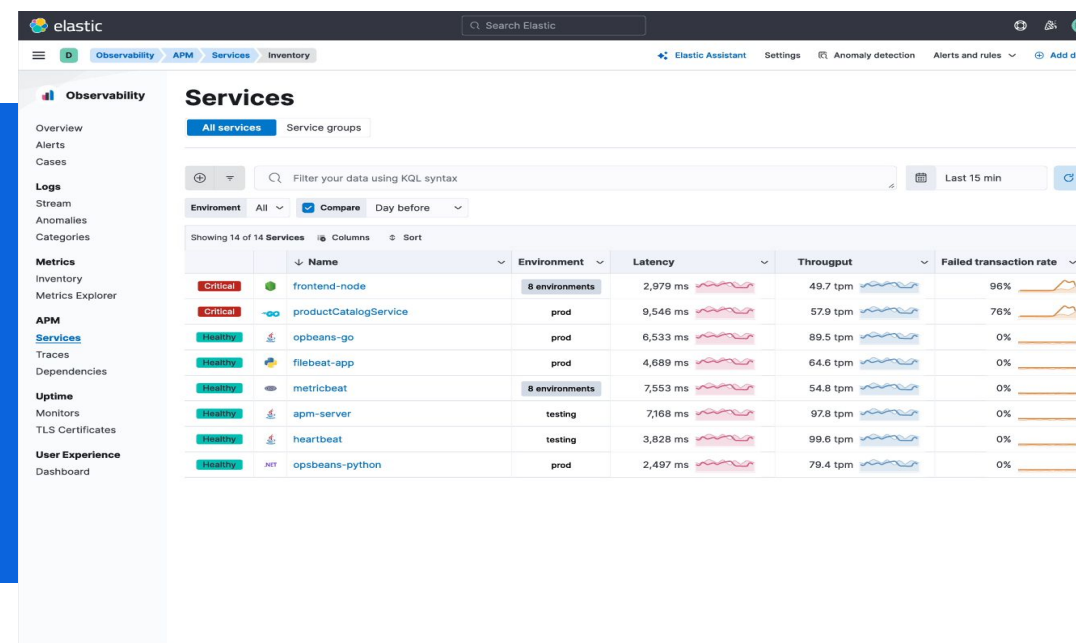 elastic
Search Elastic
D Observability APM Services Inventory
Elastic Assistant Settings Anomaly detection Alerts and rules Add d
Observability
Overview
Alerts
Cases
Logs
Stream
Anomalies
Categories
Metrics
Inventory
Metrics Explorer
APM
Services
Traces
Dependencies
Uptime
Monitors
TLS Certificates
User Experience
Dashboard
Services
All services Service groups
Filter your data using KQL syntax
Last 15 min
Enviroment All Compare Day before
Showing 14 of 14 Services Columns Sort
Name Environment Latency Througput Failed transaction rate
Critical frontend-node 8 environments 2,979 ms 49.7 tpm 96%
Critical GO productCatalogService prod 9,546 ms 57.9 tpm 76%
Healthy opbeans-go prod 6,533 ms 89.5 tpm 0%
Healthy filebeat-app prod 4,689 ms 64.6 tpm 0%
Healthy metricbeat 8 environments 7,553 ms 54.8 tpm 0%
Healthy apm-server testing 7,168 ms 97.8 tpm 0%
Healthy heartbeat testing 3,828 ms 99.6 tpm 0%
Healthy .NET opsbeans-python prod 2,497 ms 79.4 tpm 0%